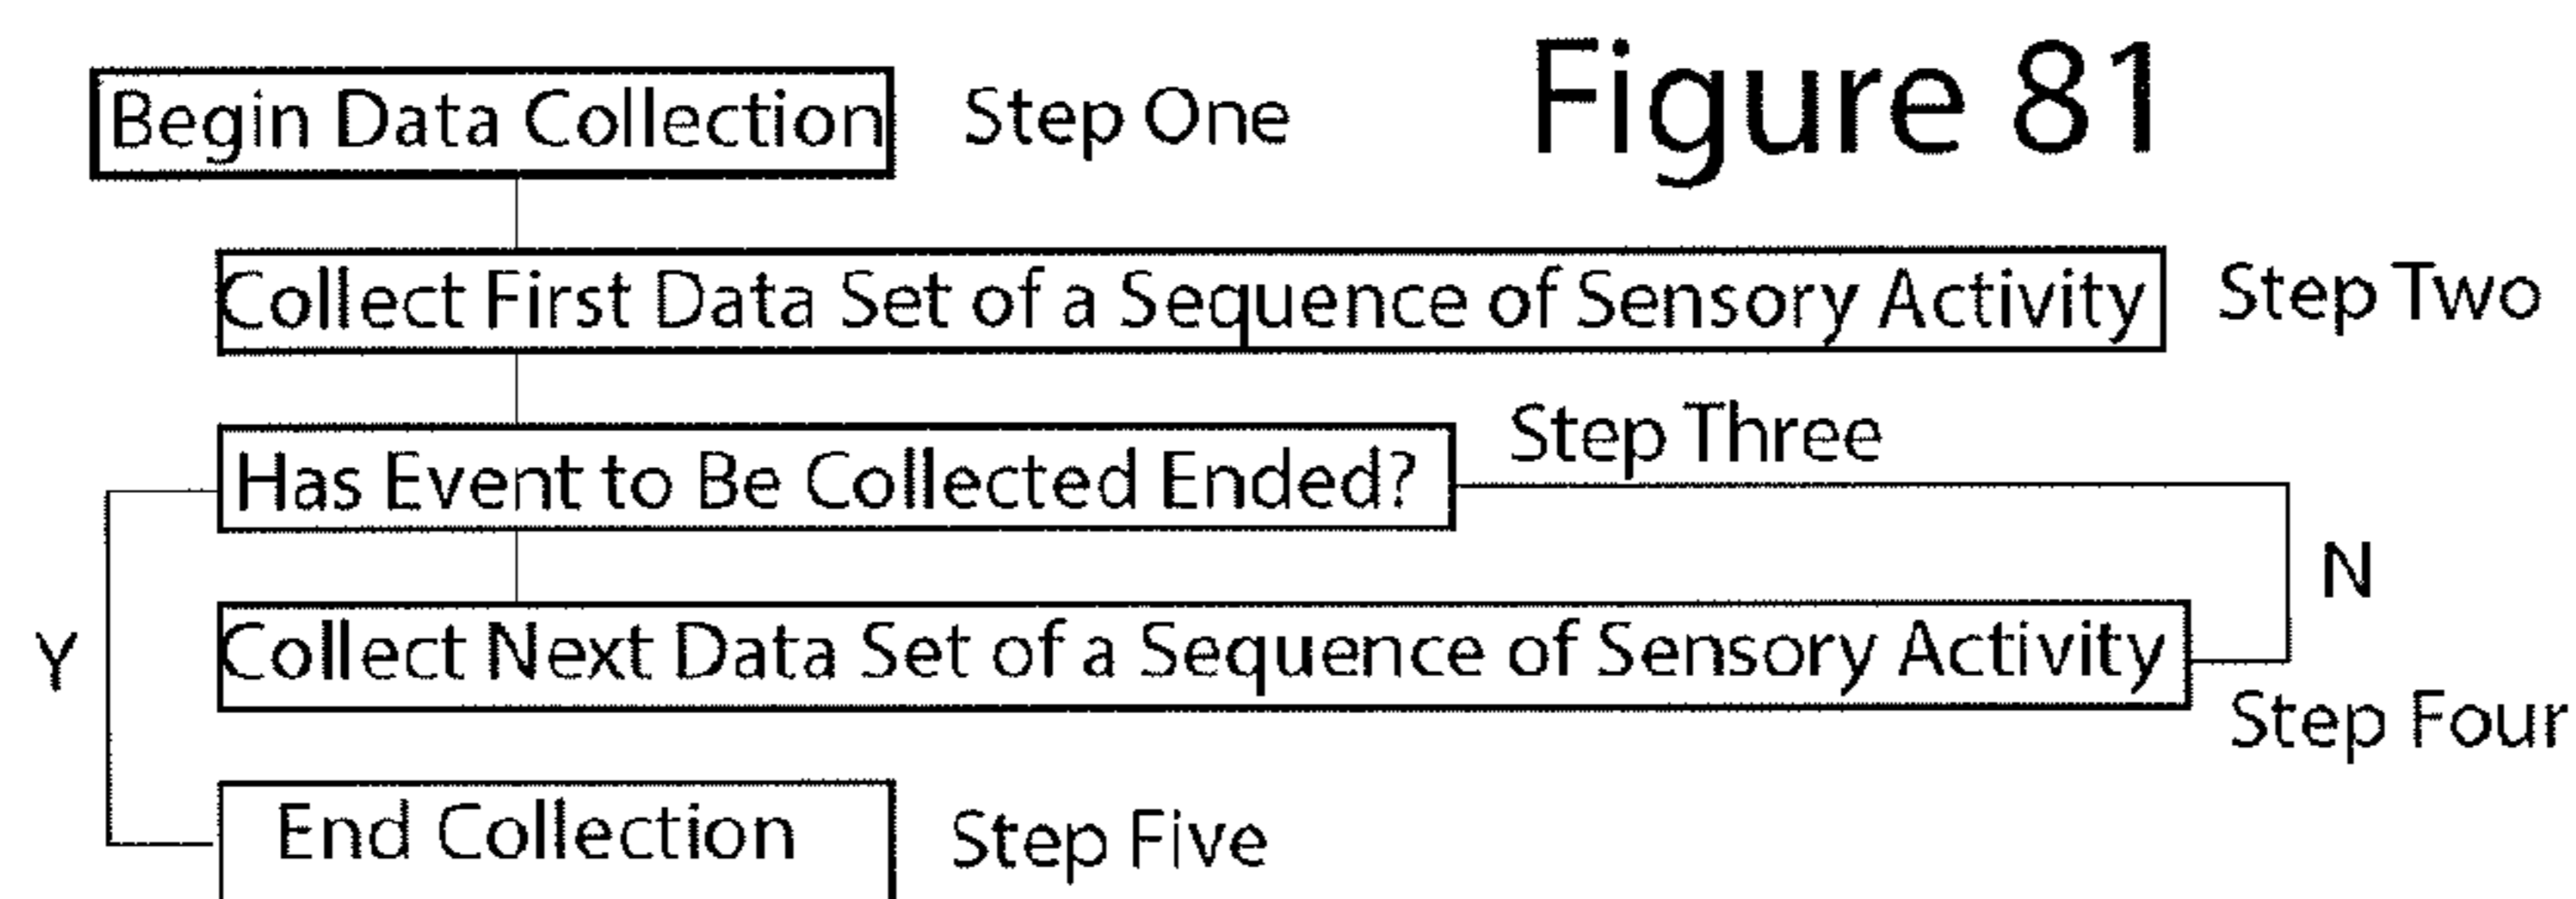 Figure 81
Begin Data Collection Step One
Collect First Data Set of a Sequence of Sensory Activity Step Two
Has Event to Be Collected Ended? Step Three
N
Collect Next Data Set of a Sequence of Sensory Activity
Y
Step Four
End Collection Step Five